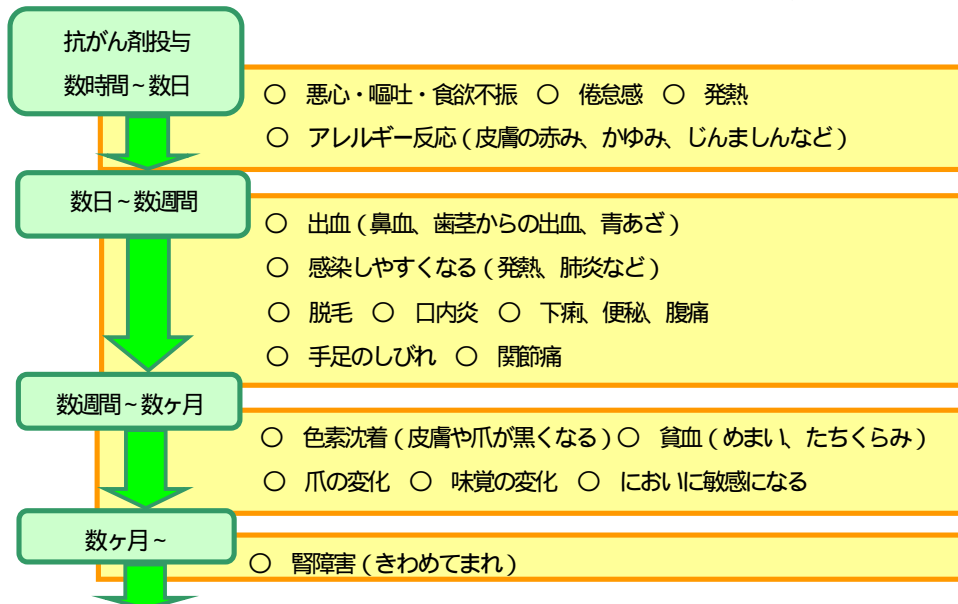 抗がん剤投与
数時間~数日
○ 悪心・嘔吐・食欲不振 ○ 倦怠感 ○ 発熱
○ アレルギー反応(皮膚の赤み、かゆみ、じんましんなど)
数日~数週間
○ 出血(鼻血、歯茎からの出血、青あざ)
○ 感染しやすくなる(発熱、肺炎など)
○ 脱毛 ○ 口内炎 ○ 下痢、便秘、腹痛
○ 手足のしびれ ○ 関節痛
数週間~数ヶ月
○ 色素沈着(皮膚や爪が黒くなる)○ 貧血(めまい、たちくらみ)
○ 爪の変化 ○ 味覚の変化 ○ においに敏感になる
数ヶ月~
○ 腎障害(きわめてまれ)